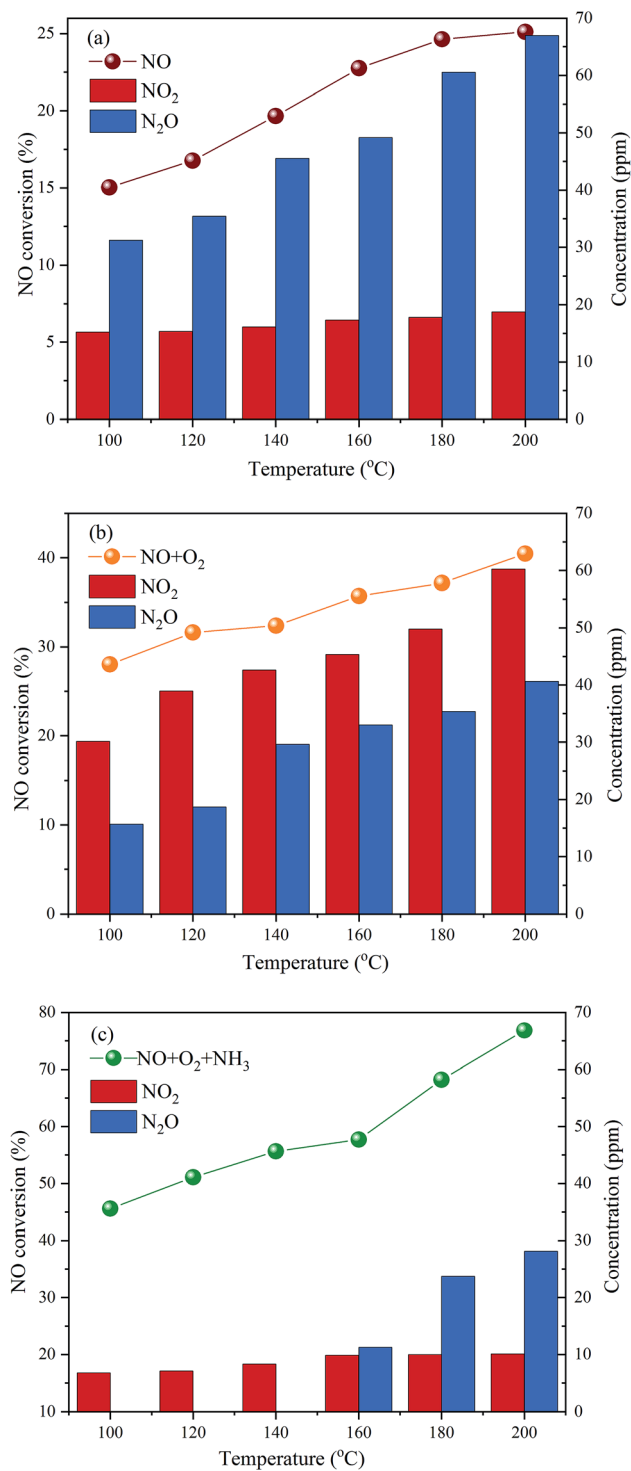 (a)
NO
NO₂
N₂O
25
20
15
10
5
0
NO conversion (%)
70
60
50
40
30
20
10
0
Concentration (ppm)
100 120 140 160 180 200
Temperature (°C)
(b)
NO+O₂
NO₂
N₂O
40
30
20
10
0
NO conversion (%)
70
60
50
40
30
20
10
0
Concentration (ppm)
100 120 140 160 180 200
Temperature (°C)
(c)
NO+O₂+NH₃
NO₂
N₂O
80
70
60
50
40
30
20
10
NO conversion (%)
70
60
50
40
30
20
10
0
Concentration (ppm)
100 120 140 160 180 200
Temperature (°C)